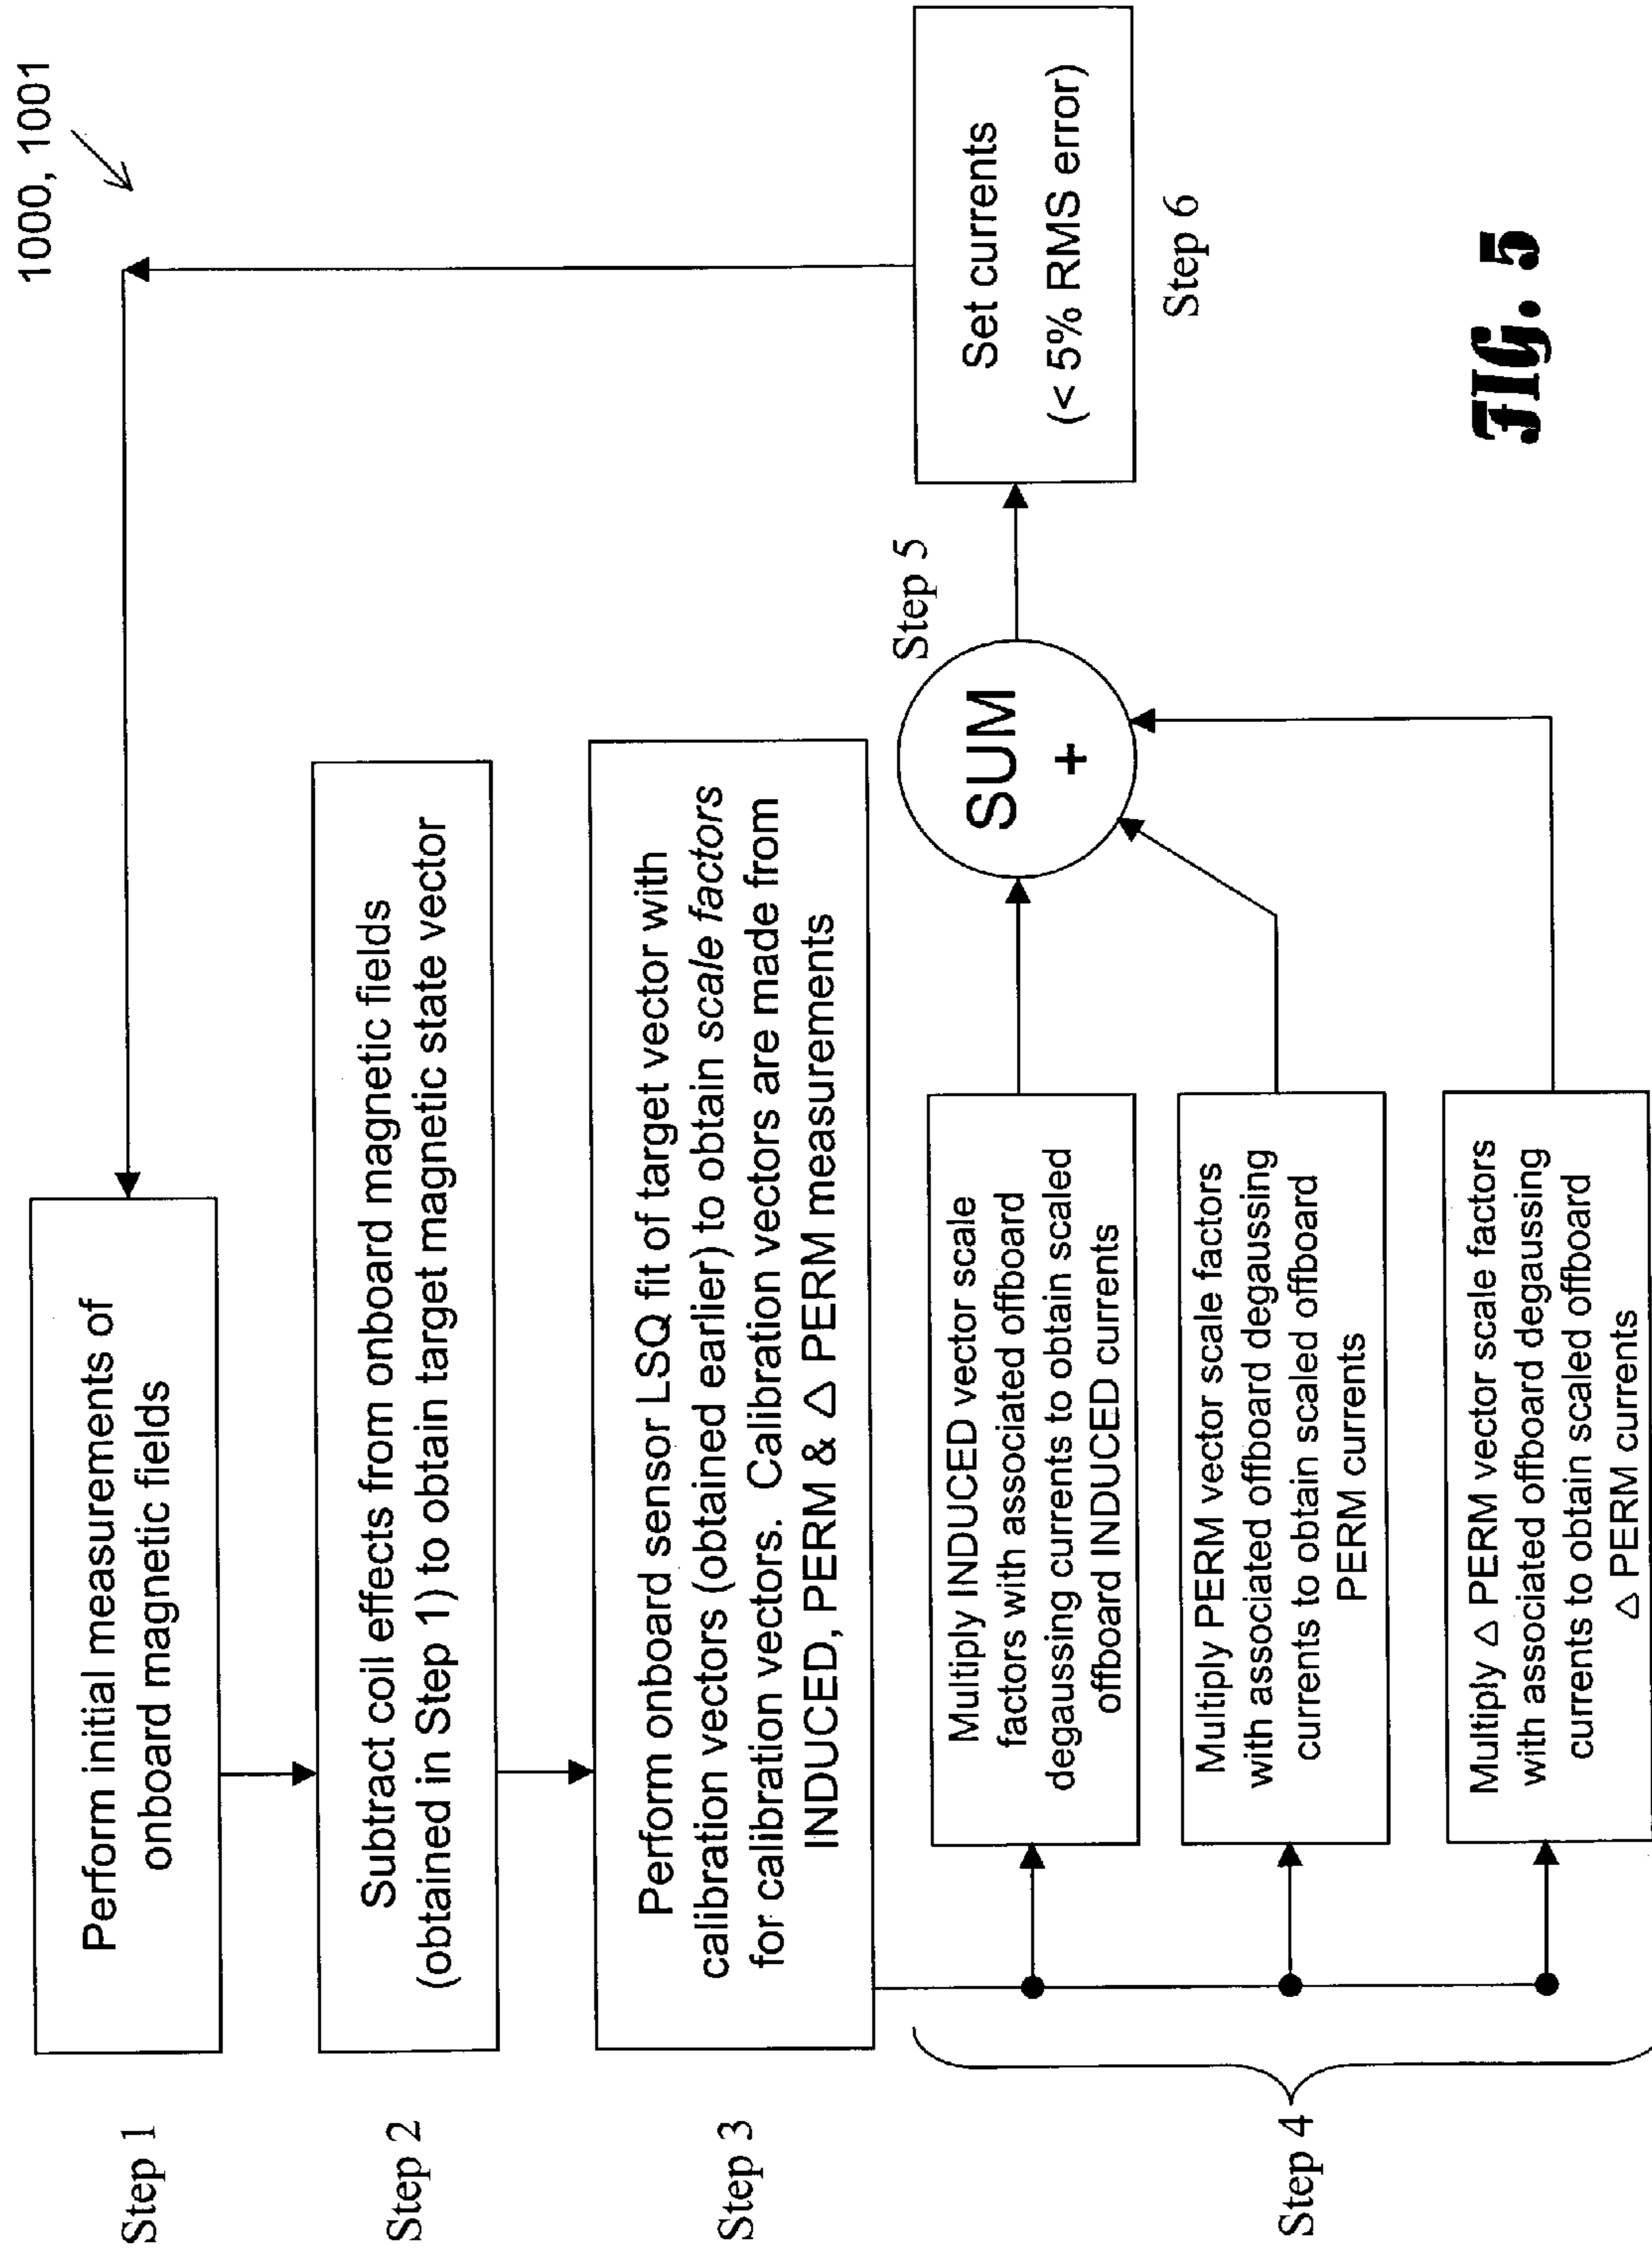 1000, 1001
Step 1
Perform initial measurements of
onboard magnetic fields
Step 2
Subtract coil effects from onboard magnetic fields
(obtained in Step 1) to obtain target magnetic state vector
Step 3
Perform onboard sensor LSQ fit of target vector with
calibration vectors (obtained earlier) to obtain scale factors
for calibration vectors. Calibration vectors are made from
INDUCED, PERM & △ PERM measurements
Step 4
Multiply INDUCED vector scale
factors with associated offboard
degaussing currents to obtain scaled
offboard INDUCED currents
Multiply PERM vector scale factors
with associated offboard degaussing
currents to obtain scaled offboard
PERM currents
Multiply △ PERM vector scale factors
with associated offboard degaussing
currents to obtain scaled offboard
△ PERM currents
Step 5
SUM
+
Set currents
(< 5% RMS error)
Step 6
FIG. 5